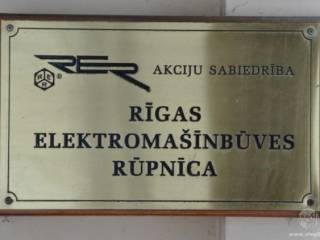 RER AKCIJU SABIEDRĪBA
RĪGAS
ELEKTROMAŠĪNBŪVES
RŪPNĪCA